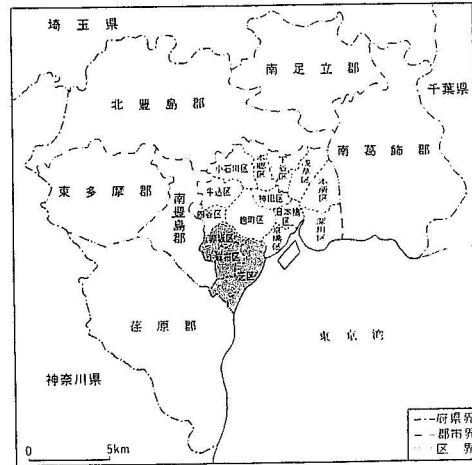 埼玉県
南足立郡
千葉県
北豊島郡
南葛飾郡
小石川区
本郷区
下谷区
浅草区
東多摩郡
南豊島郡
牛込区
神田区
本所区
四谷区
麹町区
日本橋区
京橋区
深川区
赤坂区
麻布区
芝区
荏原郡
東京湾
神奈川県
府県界
郡市界
区界
0 5km